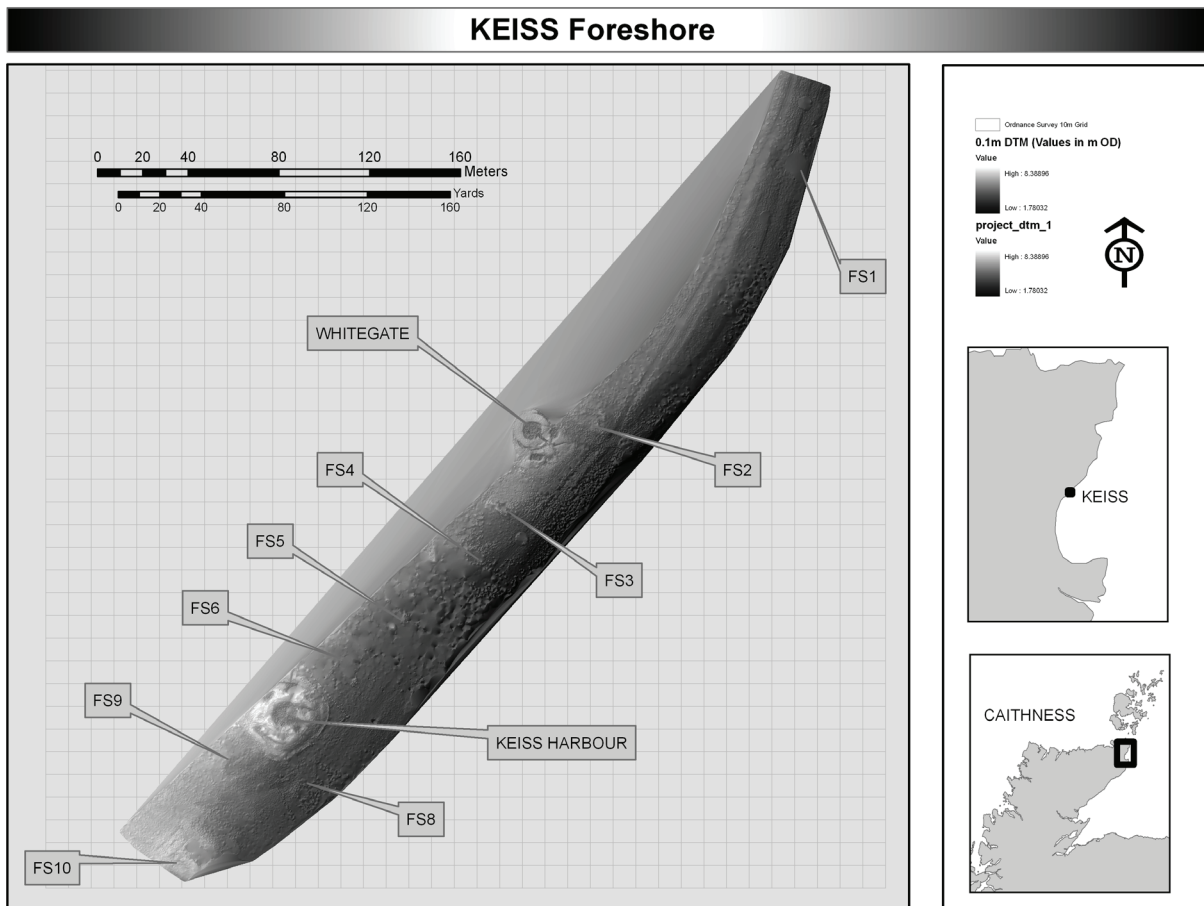 KEISS Foreshore
0 20 40 80 120 160
Meters
Yards
0 20 40 80 120 160
FS1
WHITEGATE
FS2
FS4
FS3
FS5
FS6
FS9
KEISS HARBOUR
FS8
FS10
Ordnance Survey 10m Grid
0.1m DTM (Values in m OD)
Value
High : 8.38896
Low : 1.78032
project_dtm_1
Value
High : 8.38896
Low : 1.78032
N
KEISS
CAITHNESS